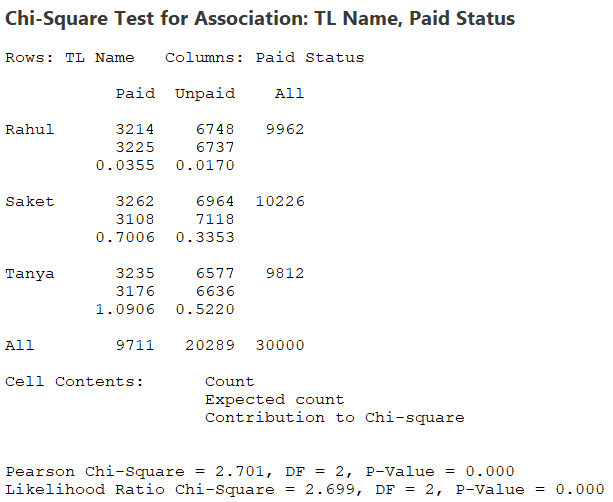 Chi-Square Test for Association: TL Name, Paid Status
Rows: TL Name   Columns: Paid Status
Paid  Unpaid    All
Rahul      3214    6748   9962
3225    6737
0.0355  0.0170
Saket      3262    6964  10226
3108    7118
0.7006  0.3353
Tanya      3235    6577   9812
3176    6636
1.0906  0.5220
All        9711   20289  30000
Cell Contents:      Count
Expected count
Contribution to Chi-square
Pearson Chi-Square = 2.701, DF = 2, P-Value = 0.000
Likelihood Ratio Chi-Square = 2.699, DF = 2, P-Value = 0.000